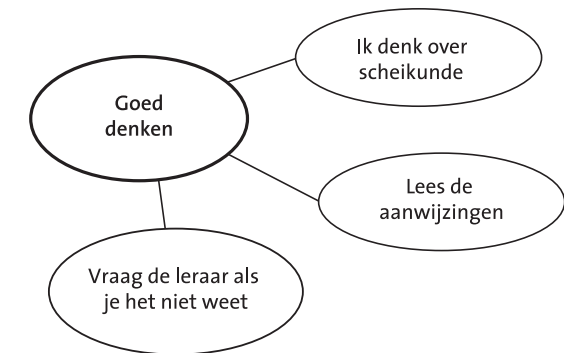 Goed
denken
Ik denk over
scheikunde
Lees de
aanwijzingen
Vraag de leraar als
je het niet weet